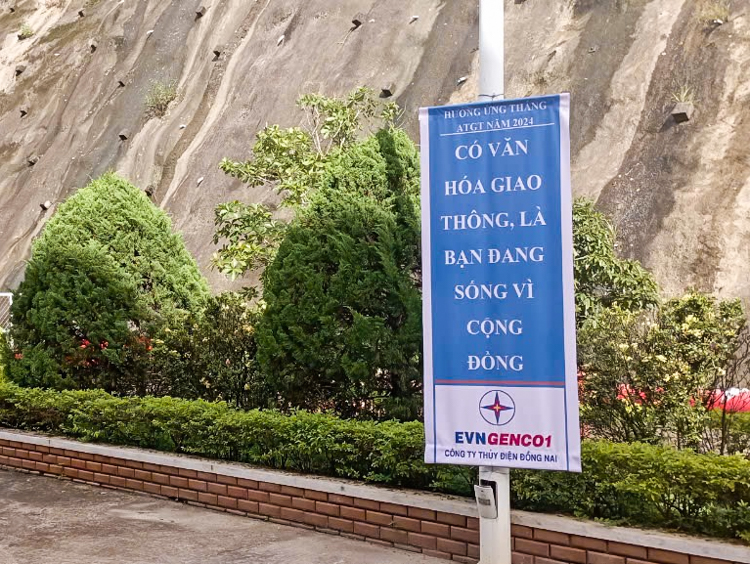 HƯỞNG ỨNG THÁNG
ATGT NĂM 2024
CÓ VĂN
HÓA GIAO
THÔNG, LÀ
BẠN ĐANG
SỐNG VÌ
CỘNG
ĐỒNG
EVNGENCO1
CÔNG TY THỦY ĐIỆN ĐỒNG NAI